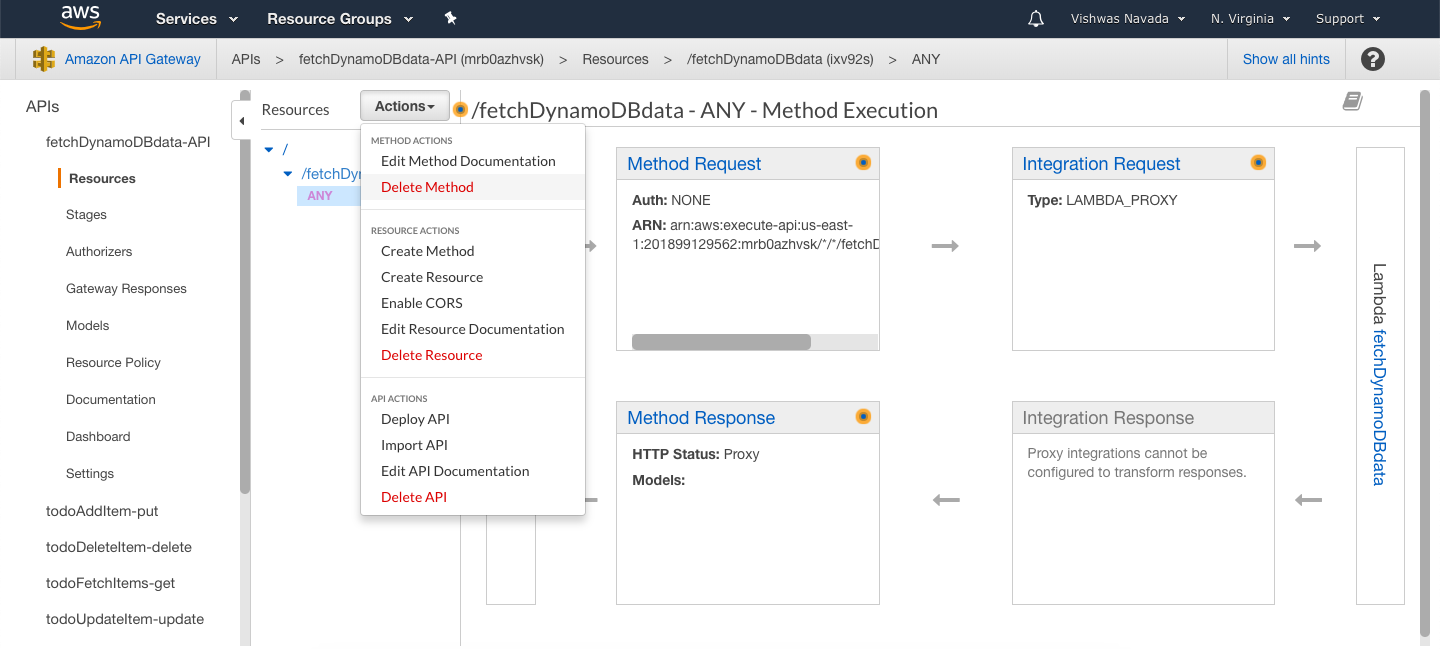 aws
Services
Resource Groups
Vishwas Navada
N. Virginia
Support
Amazon API Gateway
APIs > fetchDynamoDBdata-API (mrb0azhvsk) > Resources > /fetchDynamoDBdata (ixv92s) > ANY
Show all hints
?
APIs
fetchDynamoDBdata-API
Resources
Stages
Authorizers
Gateway Responses
Models
Resource Policy
Documentation
Dashboard
Settings
todoAddItem-put
todoDeleteItem-delete
todoFetchItems-get
todoUpdateItem-update
Resources
Actions
/
/fetchDy
ANY
METHOD ACTIONS
Edit Method Documentation
Delete Method
RESOURCE ACTIONS
Create Method
Create Resource
Enable CORS
Edit Resource Documentation
Delete Resource
API ACTIONS
Deploy API
Import API
Edit API Documentation
Delete API
/fetchDynamoDBdata - ANY - Method Execution
Method Request
Auth: NONE
ARN: arn:aws:execute-api:us-east-
1:201899129562:mrb0azhvsk/*/*/fetchD
Integration Request
Type: LAMBDA_PROXY
Method Response
HTTP Status: Proxy
Models:
Integration Response
Proxy integrations cannot be
configured to transform responses.
Lambda fetchDynamoDBdata